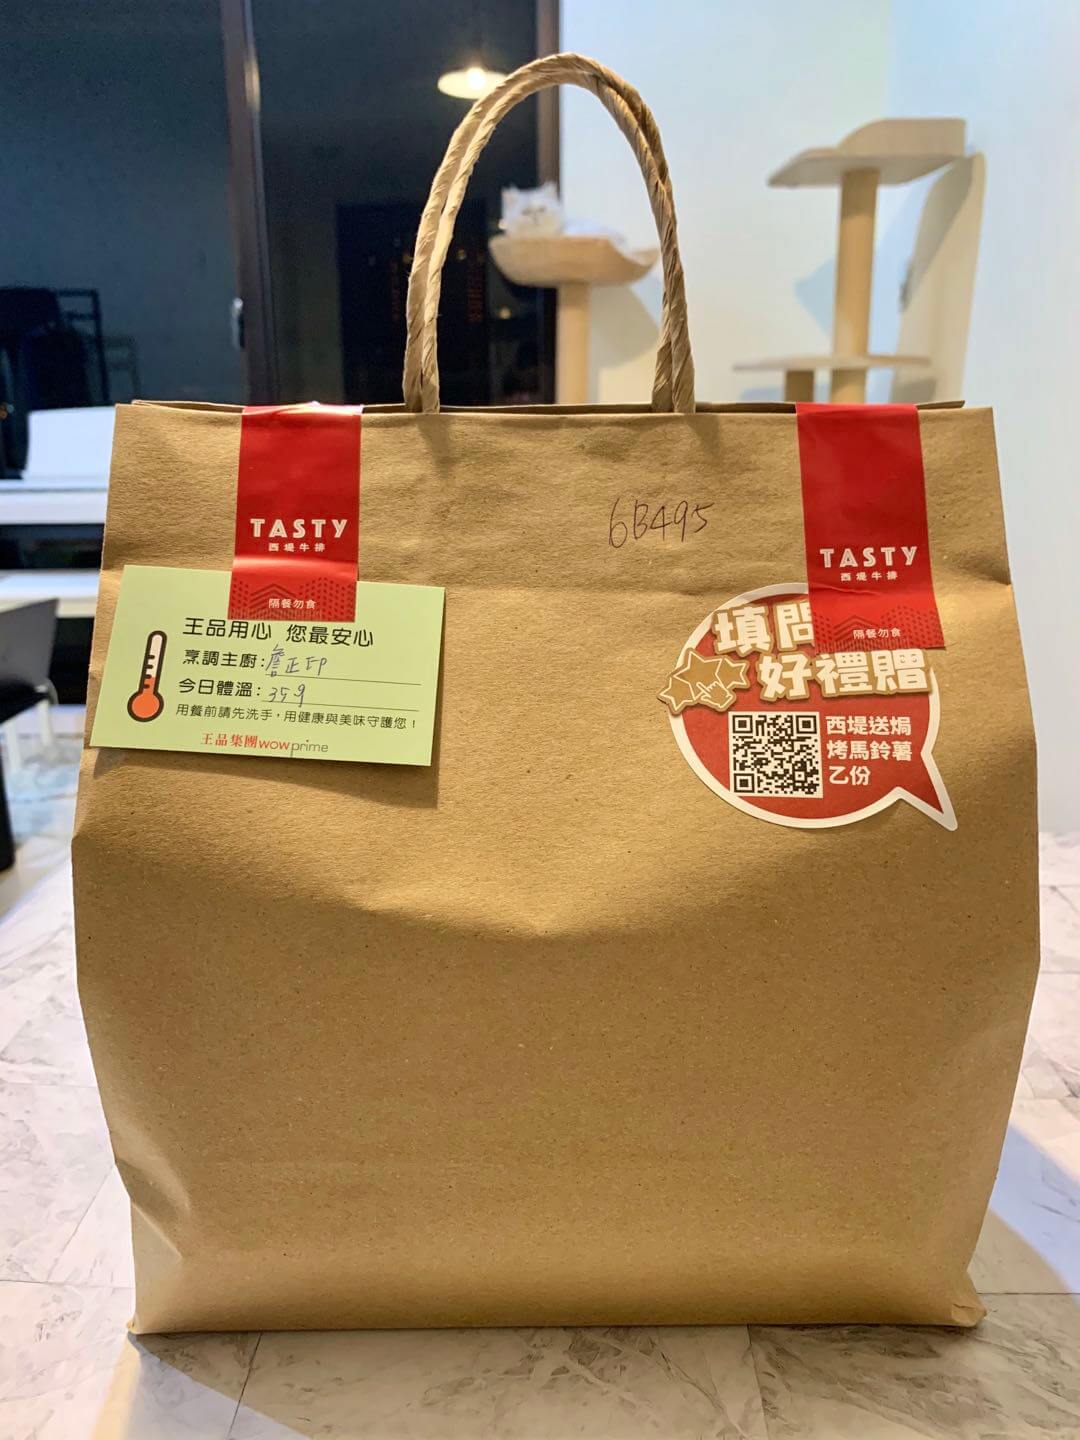 6B495
TASTY
西堤牛排
隔餐勿食
王品用心 您最安心
烹調主廚:詹正印
今日體溫:35.9
用餐前請先洗手,用健康與美味守護您!
王品集團wowprime
TASTY
西堤牛排
隔餐勿食
填問
好禮贈
西堤送焗
烤馬鈴薯
乙份